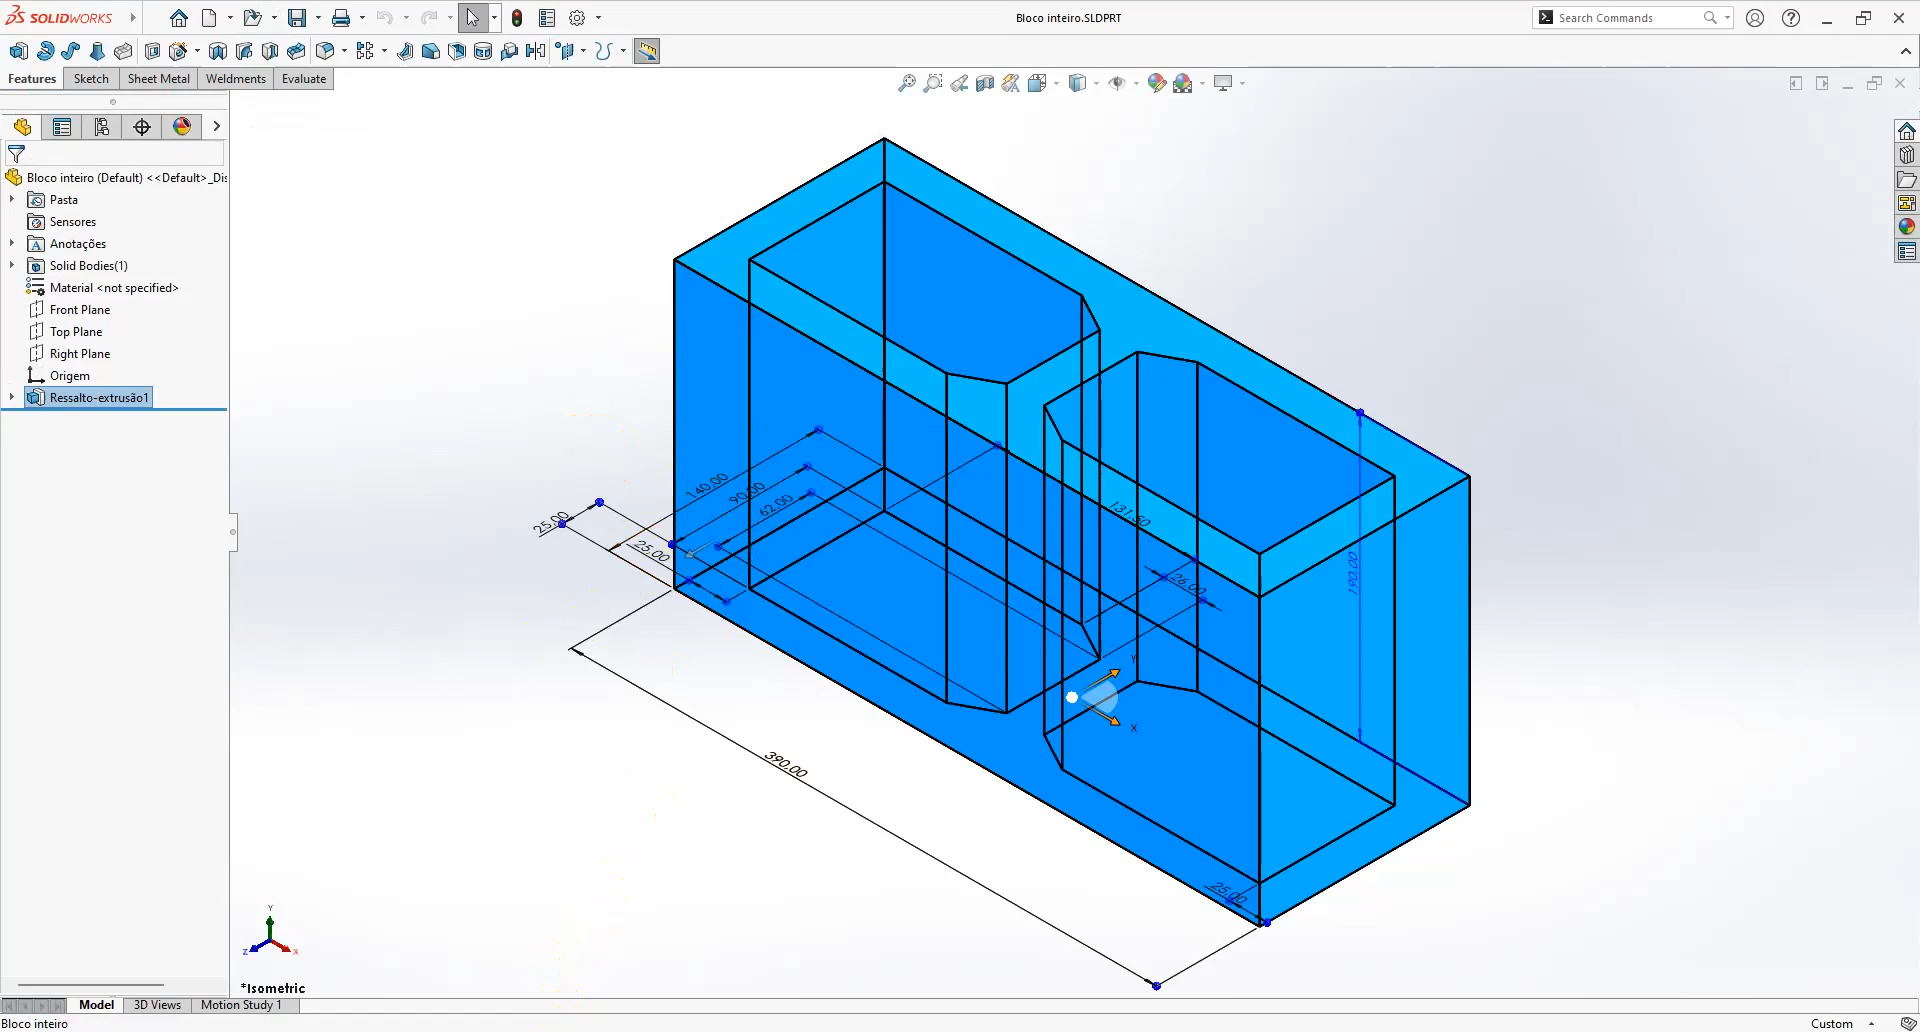 SOLIDWORKS
Bloco inteiro.SLDPRT
Search Commands
Features
Sketch
Sheet Metal
Weldments
Evaluate
Bloco inteiro (Default) <<Default>_Dis
Pasta
Sensores
Anotações
Solid Bodies(1)
Material <not specified>
Front Plane
Top Plane
Right Plane
Origem
Ressalto-extrusão1
140,00
90,00
62,00
25,00
25,00
131,50
26,00
190,00
Y
X
390,00
25,00
Y
Z
X
*Isometric
Model
3D Views
Motion Study 1
Bloco inteiro
Custom